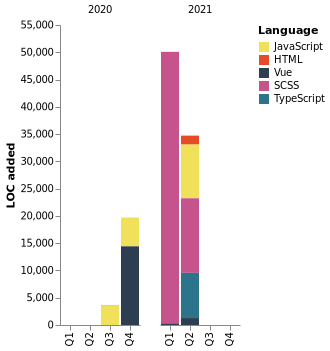 2020
2021
LOC added
55,000
50,000
45,000
40,000
35,000
30,000
25,000
20,000
15,000
10,000
5,000
0
Q1 Q2 Q3 Q4
Q1 Q2 Q3 Q4
Language
JavaScript
HTML
Vue
SCSS
TypeScript